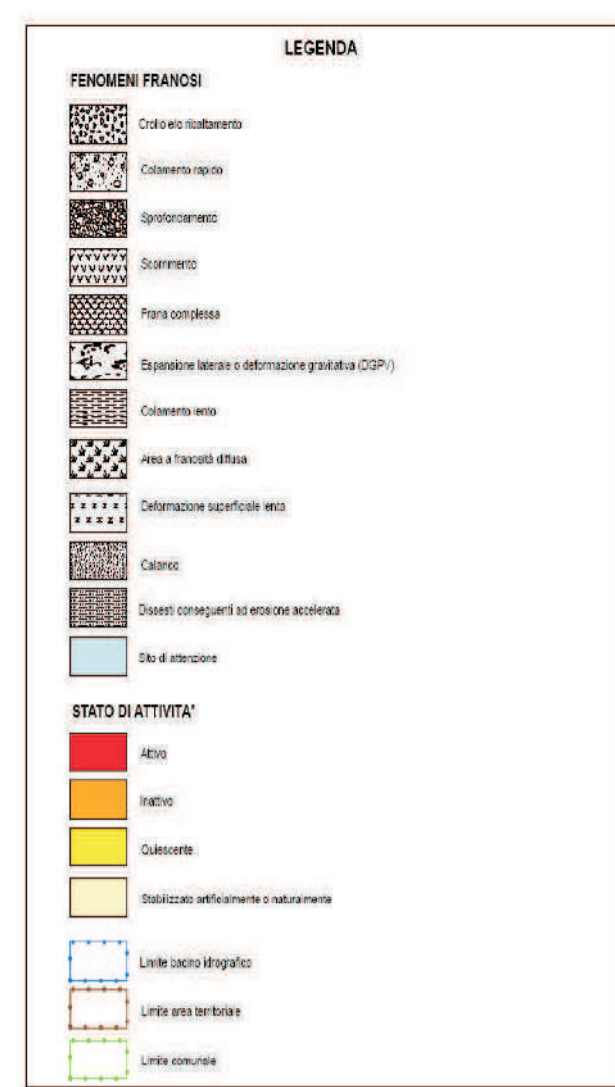 LEGENDA
FENOMENI FRANOSI
Crollo e/o ribaltamento
Colamento rapido
Sprofondamento
Scorrimento
Frana complessa
Espansione laterale o deformazione gravitativa (DGPV)
Colamento lento
Area a franosità diffusa
Deformazione superficiale lenta
Calanco
Dissesti conseguenti ad erosione accelerata
Sito di attenzione
STATO DI ATTIVITA'
Attivo
Inattivo
Quiescente
Stabilizzato artificialmente o naturalmente
Limite bacino idrografico
Limite area territoriale
Limite comunale